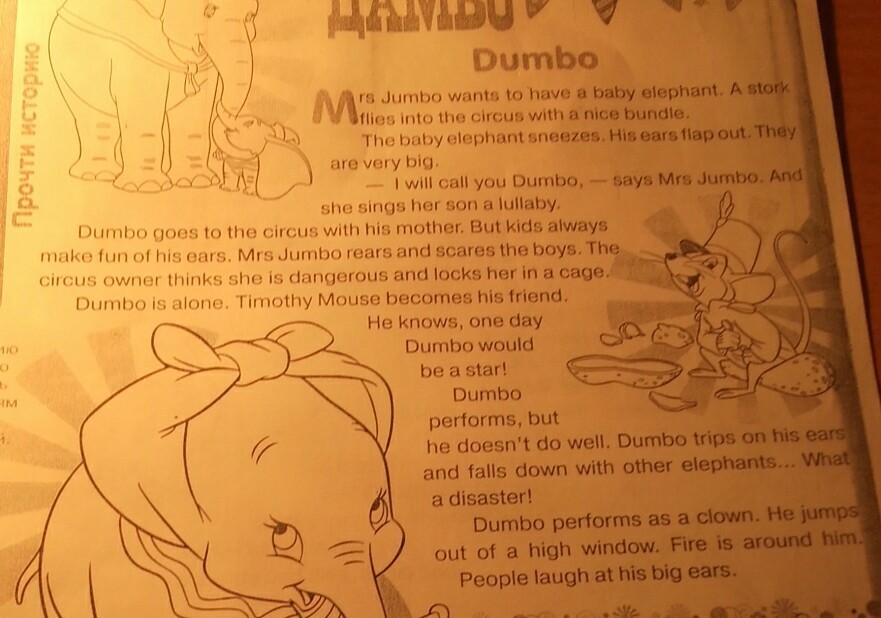 ДАМБО
Dumbo
Прочти историю
Mrs Jumbo wants to have a baby elephant. A stork
flies into the circus with a nice bundle.
The baby elephant sneezes. His ears flap out. They
are very big.
— I will call you Dumbo, — says Mrs Jumbo. And
she sings her son a lullaby.
Dumbo goes to the circus with his mother. But kids always
make fun of his ears. Mrs Jumbo rears and scares the boys. The
circus owner thinks she is dangerous and locks her in a cage.
Dumbo is alone. Timothy Mouse becomes his friend.
He knows, one day
Dumbo would
be a star!
Dumbo
performs, but
he doesn't do well. Dumbo trips on his ears
and falls down with other elephants... What
a disaster!
Dumbo performs as a clown. He jumps
out of a high window. Fire is around him.
People laugh at his big ears.